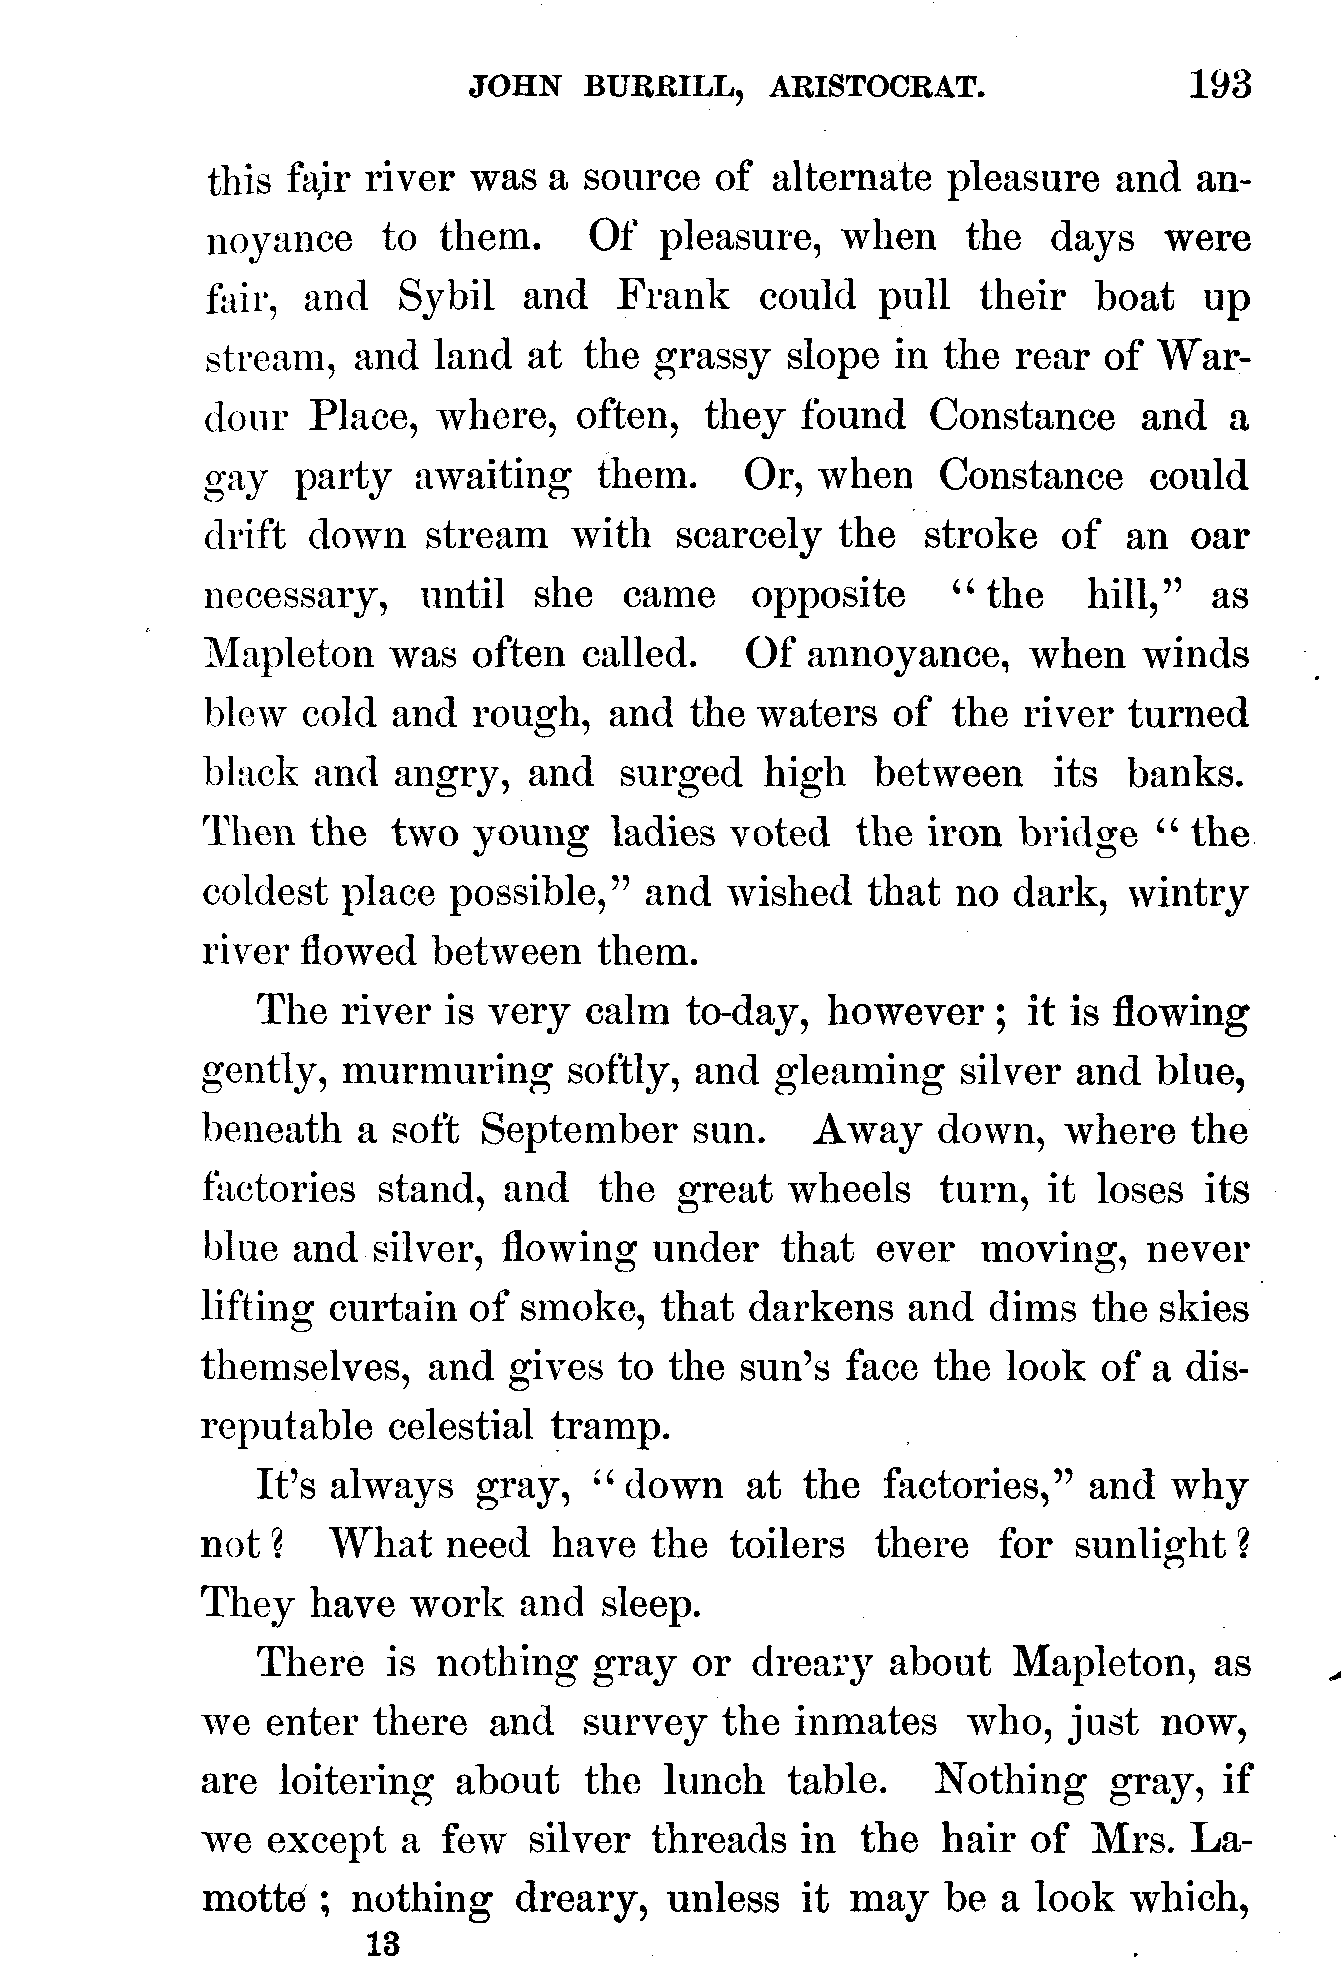 JOHN BURRILL, ARISTOCRAT. 193
this fair river was a source of alternate pleasure and an-
noyance to them. Of pleasure, when the days were
fair, and Sybil and Frank could pull their boat up
stream, and land at the grassy slope in the rear of War-
dour Place, where, often, they found Constance and a
gay party awaiting them. Or, when Constance could
drift down stream with scarcely the stroke of an oar
necessary, until she came opposite “the hill,” as
Mapleton was often called. Of annoyance, when winds
blew cold and rough, and the waters of the river turned
black and angry, and surged high between its banks.
Then the two young ladies voted the iron bridge “the
coldest place possible,” and wished that no dark, wintry
river flowed between them.
The river is very calm to-day, however; it is flowing
gently, murmuring softly, and gleaming silver and blue,
beneath a soft September sun. Away down, where the
factories stand, and the great wheels turn, it loses its
blue and silver, flowing under that ever moving, never
lifting curtain of smoke, that darkens and dims the skies
themselves, and gives to the sun’s face the look of a dis-
reputable celestial tramp.
It’s always gray, “down at the factories,” and why
not? What need have the toilers there for sunlight?
They have work and sleep.
There is nothing gray or dreary about Mapleton, as
we enter there and survey the inmates who, just now,
are loitering about the lunch table. Nothing gray, if
we except a few silver threads in the hair of Mrs. La-
motte; nothing dreary, unless it may be a look which,
13